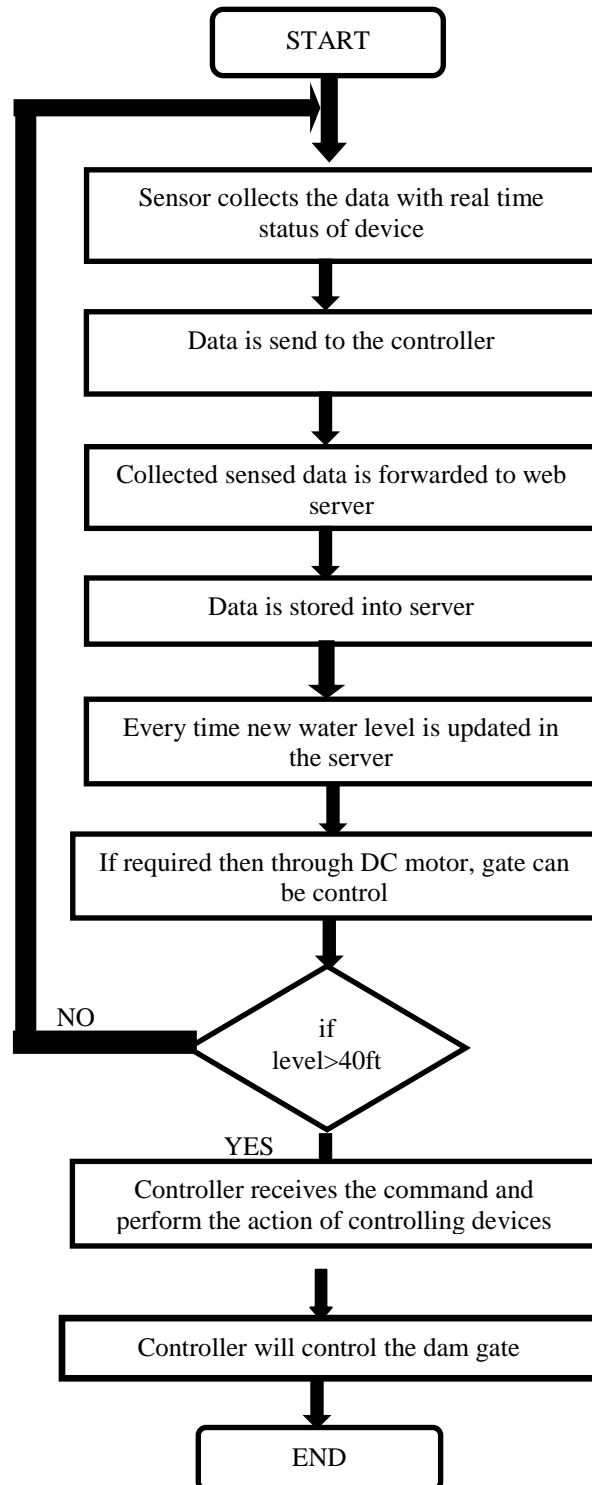 START
Sensor collects the data with real time
status of device
Data is send to the controller
Collected sensed data is forwarded to web
server
Data is stored into server
Every time new water level is updated in
the server
If required then through DC motor, gate can
be control
if
level>40ft
NO
YES
Controller receives the command and
perform the action of controlling devices
Controller will control the dam gate
END